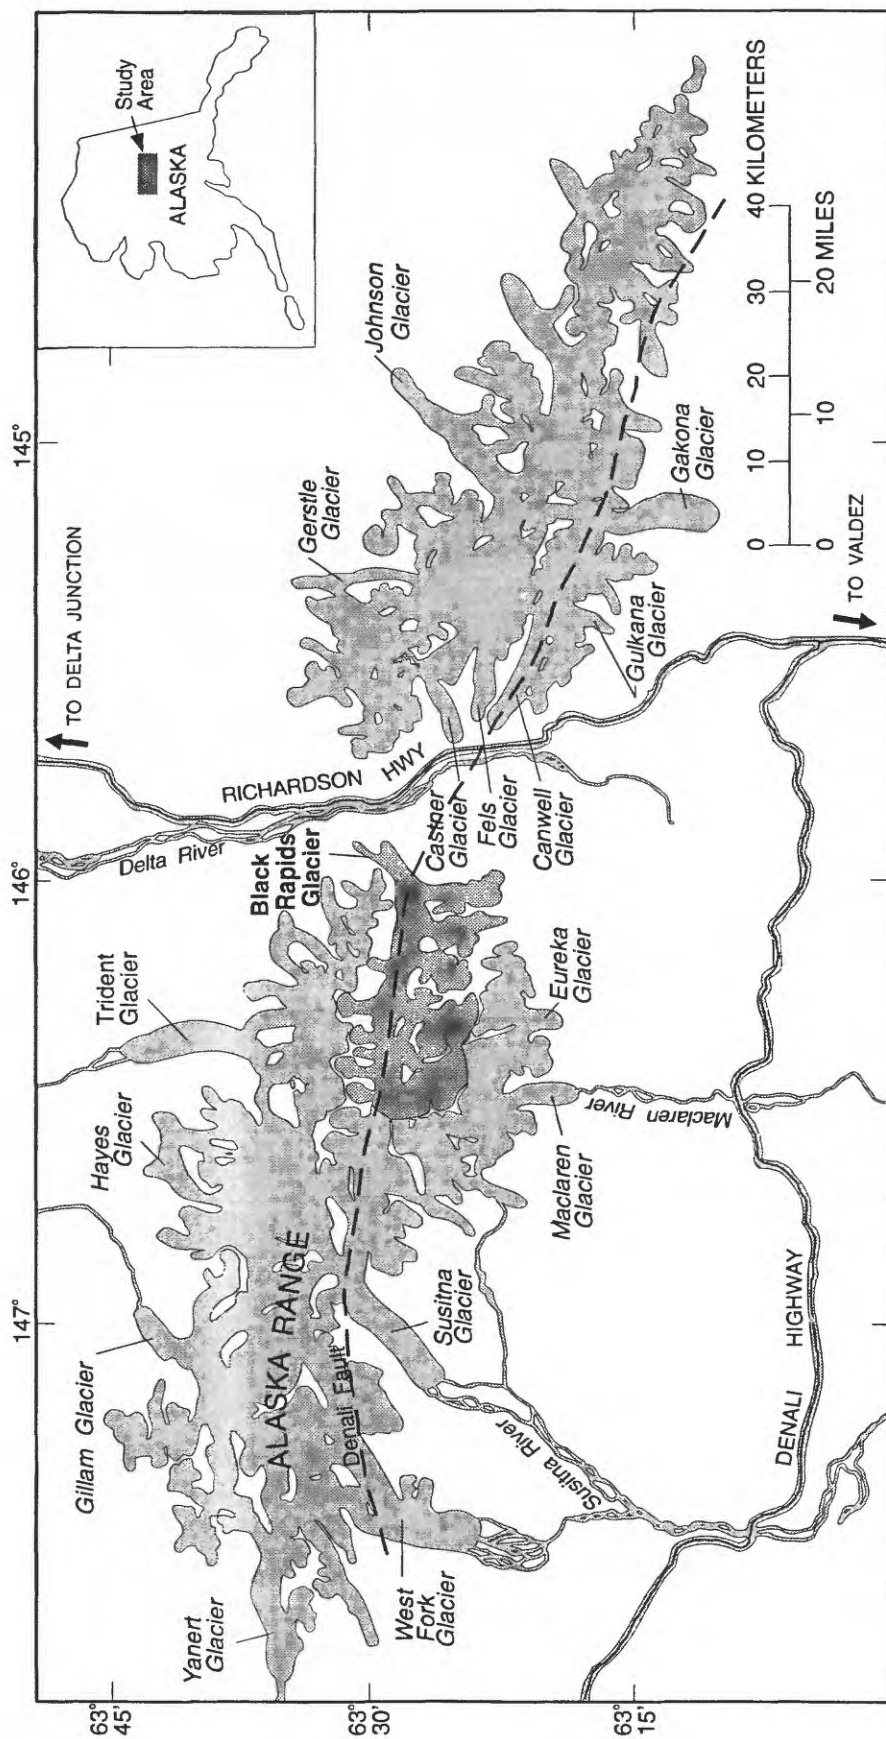 147°
146°
145°
63°
45'
63°
30'
63°
15'
TO DELTA JUNCTION
Study
Area
ALASKA
Yanert
Glacier
Gillam Glacier
Hayes
Glacier
Trident
Glacier
Delta River
RICHARDSON HWY
Black
Rapids
Glacier
Gerstle
Glacier
Johnson
Glacier
ALASKA RANGE
Denali Fault
West
Fork
Glacier
Susitna
Glacier
Maclaren
Glacier
Eureka
Glacier
Castner
Glacier
Fels
Glacier
Canwell
Glacier
Gulkana
Glacier
Gakona
Glacier
Susitna River
Maclaren River
DENALI HIGHWAY
TO VALDEZ
0 10 20 30 40 KILOMETERS
0 10 20 MILES